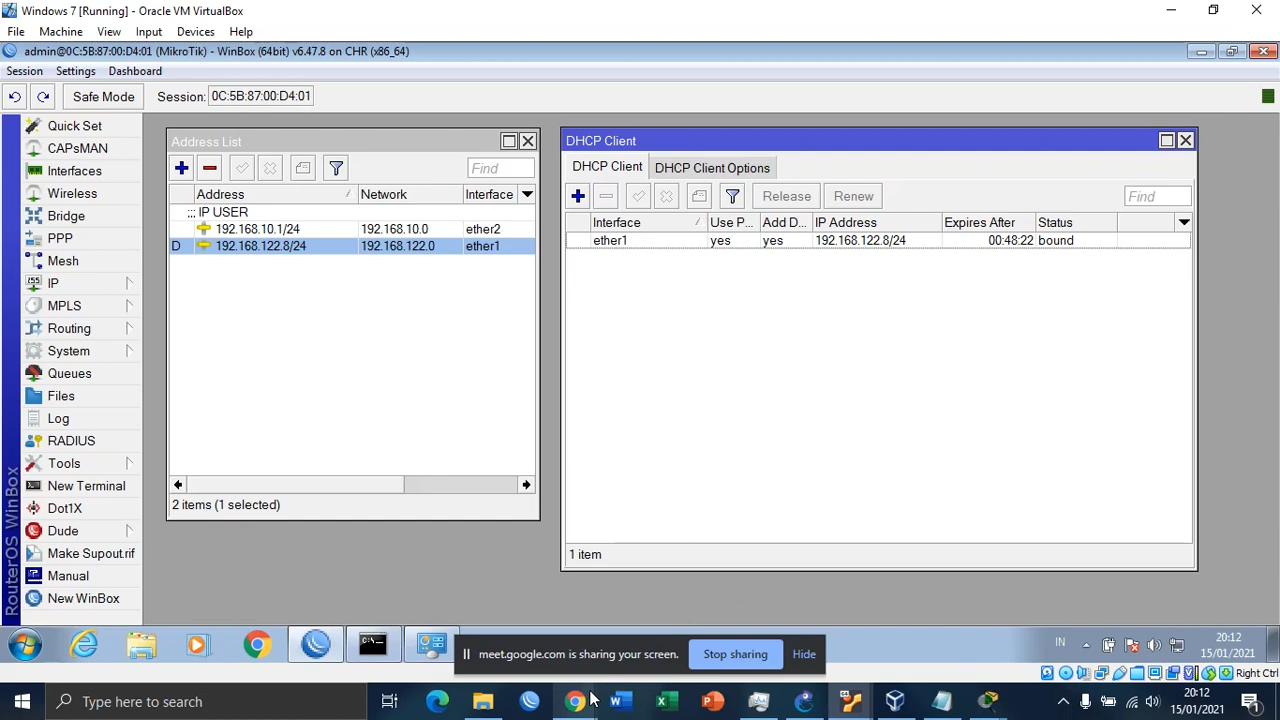 Windows 7 [Running] - Oracle VM VirtualBox
File Machine View Input Devices Help
admin@0C:5B:87:00:D4:01 (MikroTik) - WinBox (64bit) v6.47.8 on CHR (x86_64)
Session Settings Dashboard
Safe Mode Session: 0C:5B:87:00:D4:01
Quick Set
CAPsMAN
Interfaces
Wireless
Bridge
PPP
Mesh
IP
MPLS
Routing
System
Queues
Files
Log
RADIUS
Tools
New Terminal
Dot1X
Dude
Make Supout.rif
Manual
New WinBox
RouterOS WinBox
Address List
Find
Address Network Interface
::: IP USER
192.168.10.1/24 192.168.10.0 ether2
D 192.168.122.8/24 192.168.122.0 ether1
2 items (1 selected)
DHCP Client
DHCP Client DHCP Client Options
Release Renew Find
Interface Use P... Add D... IP Address Expires After Status
ether1 yes yes 192.168.122.8/24 00:48:22 bound
1 item
meet.google.com is sharing your screen. Stop sharing Hide
IN 20:12
15/01/2021
Right Ctrl
Type here to search
20:12
15/01/2021